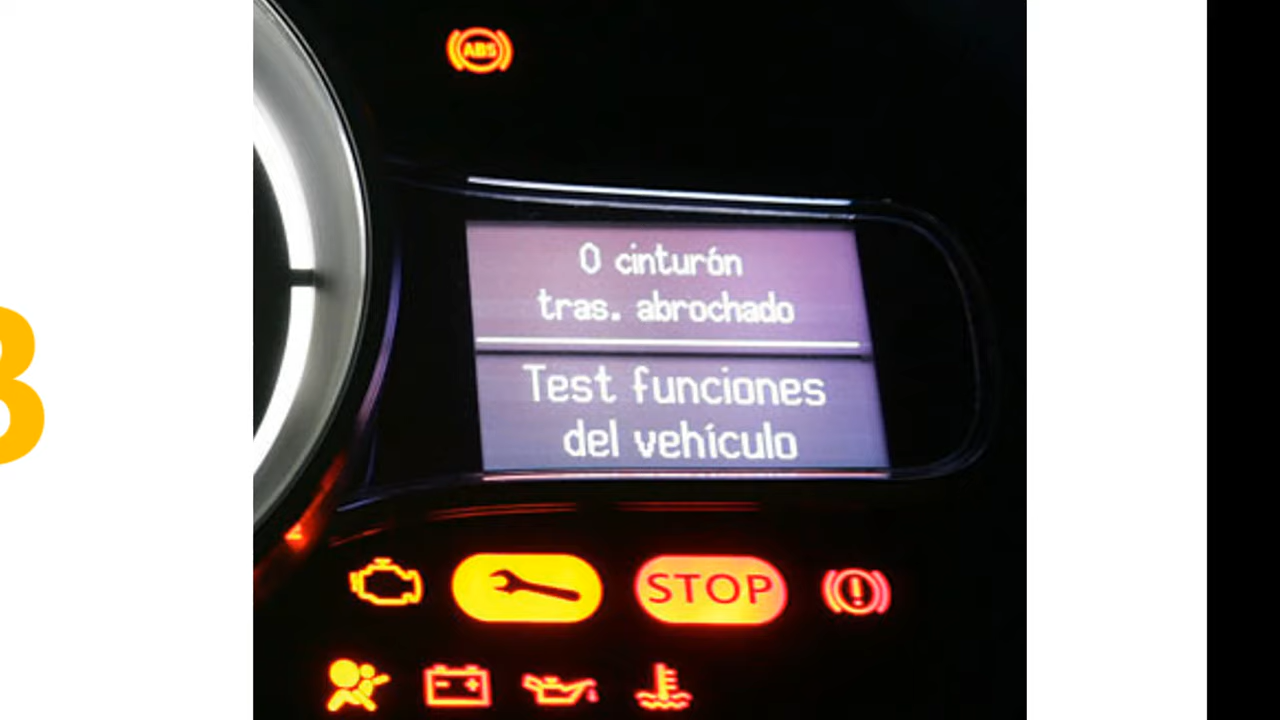 ABS
0 cinturón
tras. abrochado
Test funciones
del vehículo
STOP